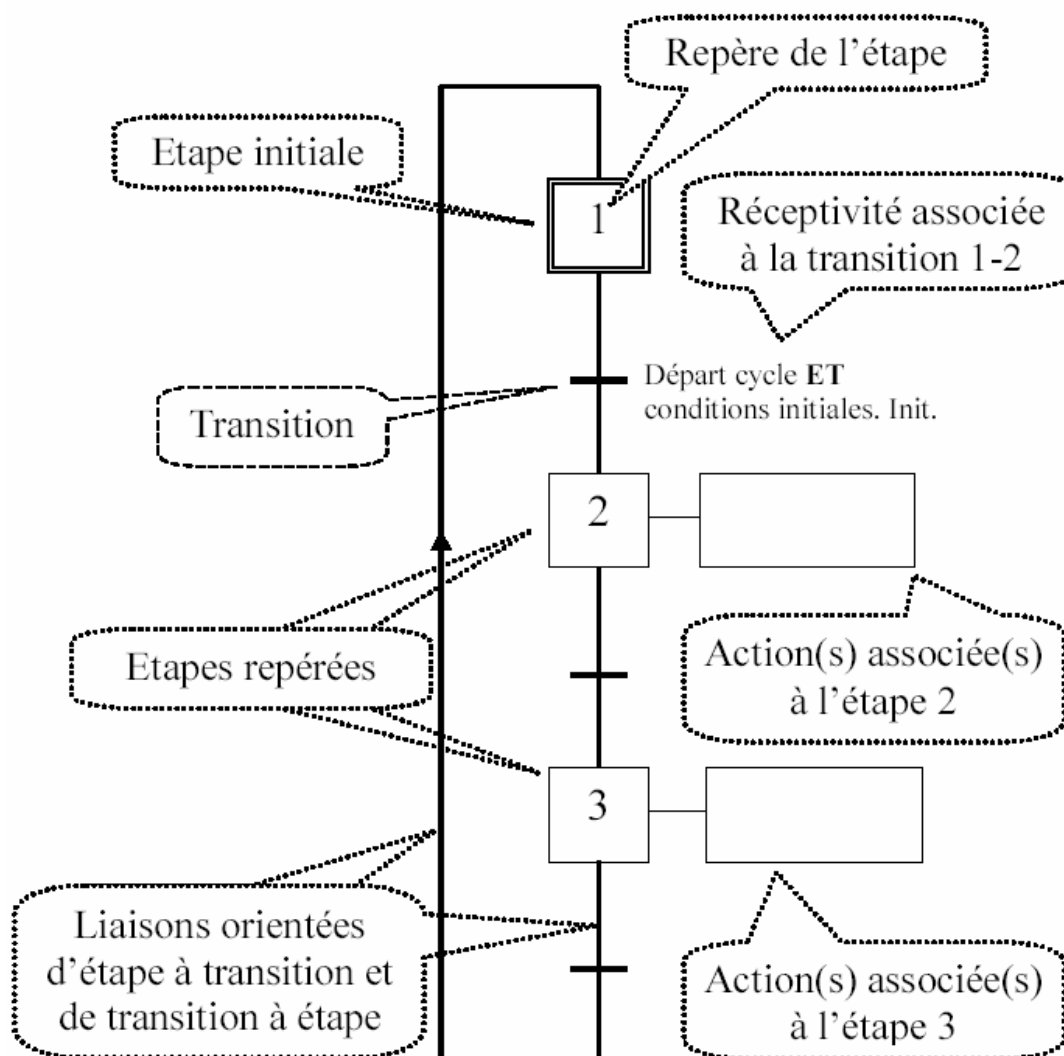 Repère de l'étape
Etape initiale
1
Réceptivité associée
à la transition 1-2
Départ cycle ET
conditions initiales. Init.
Transition
2
Etapes repérées
Action(s) associée(s)
à l'étape 2
3
Liaisons orientées
d'étape à transition et
de transition à étape
Action(s) associée(s)
à l'étape 3